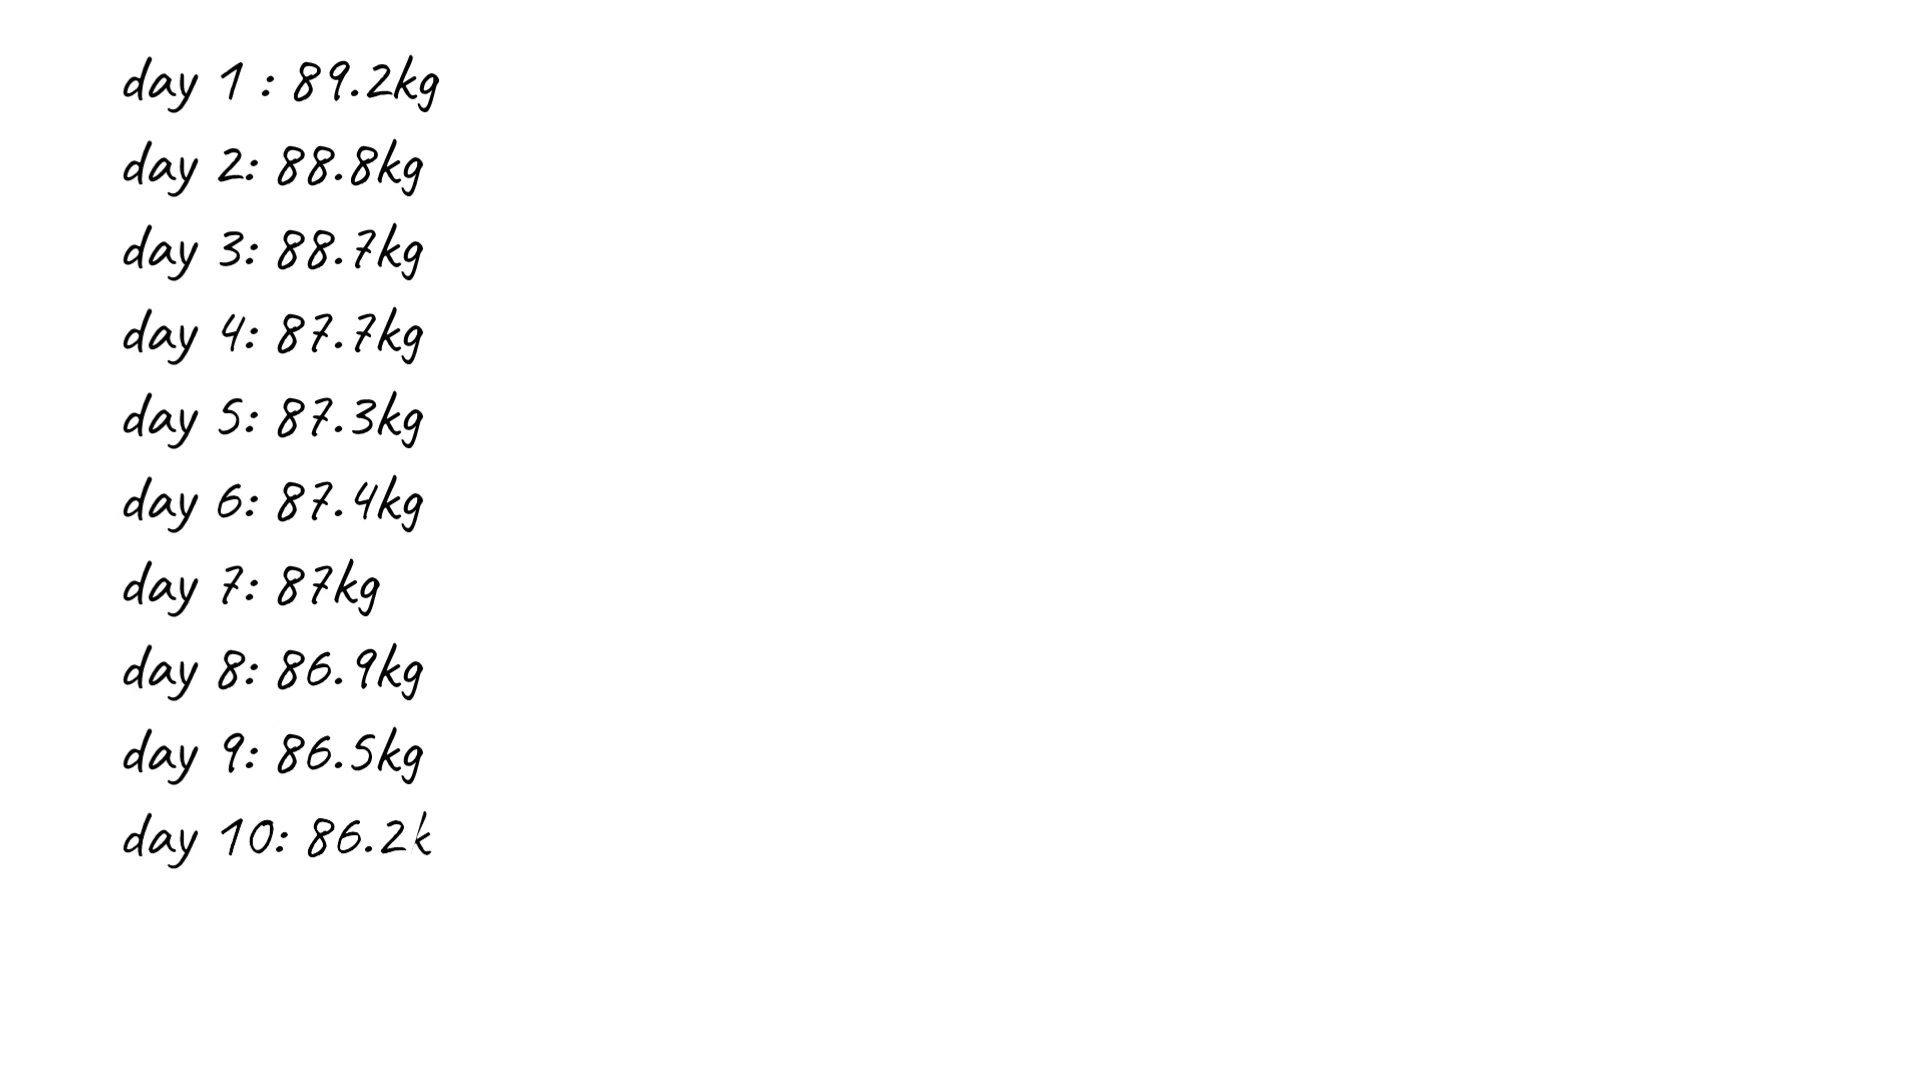 day 1 : 89.2kg
day 2: 88.8kg
day 3: 88.7kg
day 4: 87.7kg
day 5: 87.3kg
day 6: 87.4kg
day 7: 87kg
day 8: 86.9kg
day 9: 86.5kg
day 10: 86.2k